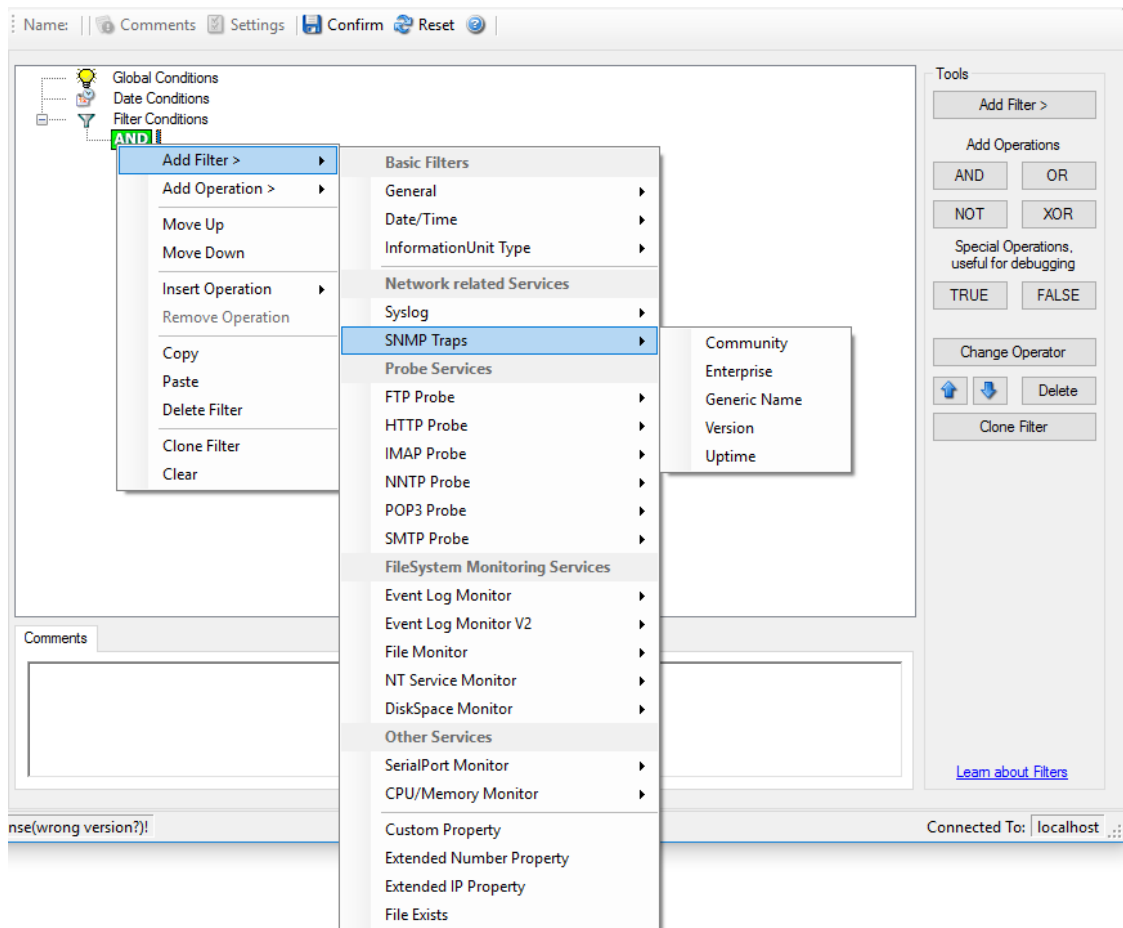 Name: Comments Settings Confirm Reset
Global Conditions
Date Conditions
Filter Conditions
AND
Add Filter >
Add Operation >
Move Up
Move Down
Insert Operation
Remove Operation
Copy
Paste
Delete Filter
Clone Filter
Clear
Basic Filters
General
Date/Time
InformationUnit Type
Network related Services
Syslog
SNMP Traps
Probe Services
FTP Probe
HTTP Probe
IMAP Probe
NNTP Probe
POP3 Probe
SMTP Probe
FileSystem Monitoring Services
Event Log Monitor
Event Log Monitor V2
File Monitor
NT Service Monitor
DiskSpace Monitor
Other Services
SerialPort Monitor
CPU/Memory Monitor
Custom Property
Extended Number Property
Extended IP Property
File Exists
Community
Enterprise
Generic Name
Version
Uptime
Tools
Add Filter >
Add Operations
AND OR
NOT XOR
Special Operations,
useful for debugging
TRUE FALSE
Change Operator
Delete
Clone Filter
Learn about Filters
Comments
nse(wrong version?)!
Connected To: localhost